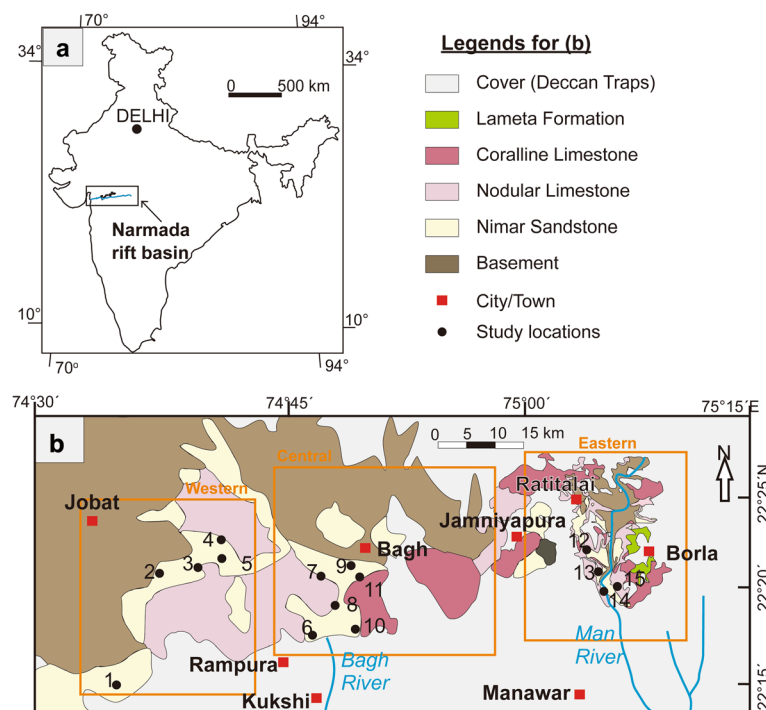 70°
94°
a
34°
34°
0 500 km
DELHI
Narmada
rift basin
10°
10°
70°
94°
Legends for (b)
Cover (Deccan Traps)
Lameta Formation
Coralline Limestone
Nodular Limestone
Nimar Sandstone
Basement
City/Town
Study locations
74°30´
74°45´
75°00´
75°15´E
b
0 5 10 15 km
Eastern
Central
N
Western
Ratitalai
22°25´N
Jobat
Jamniyapura
4
12
Bagh
Borla
3
5
9
2
7
11
13
15
22°20´
8
14
6
10
Man
River
Rampura
Bagh
River
1
22°15´
Kukshi
Manawar